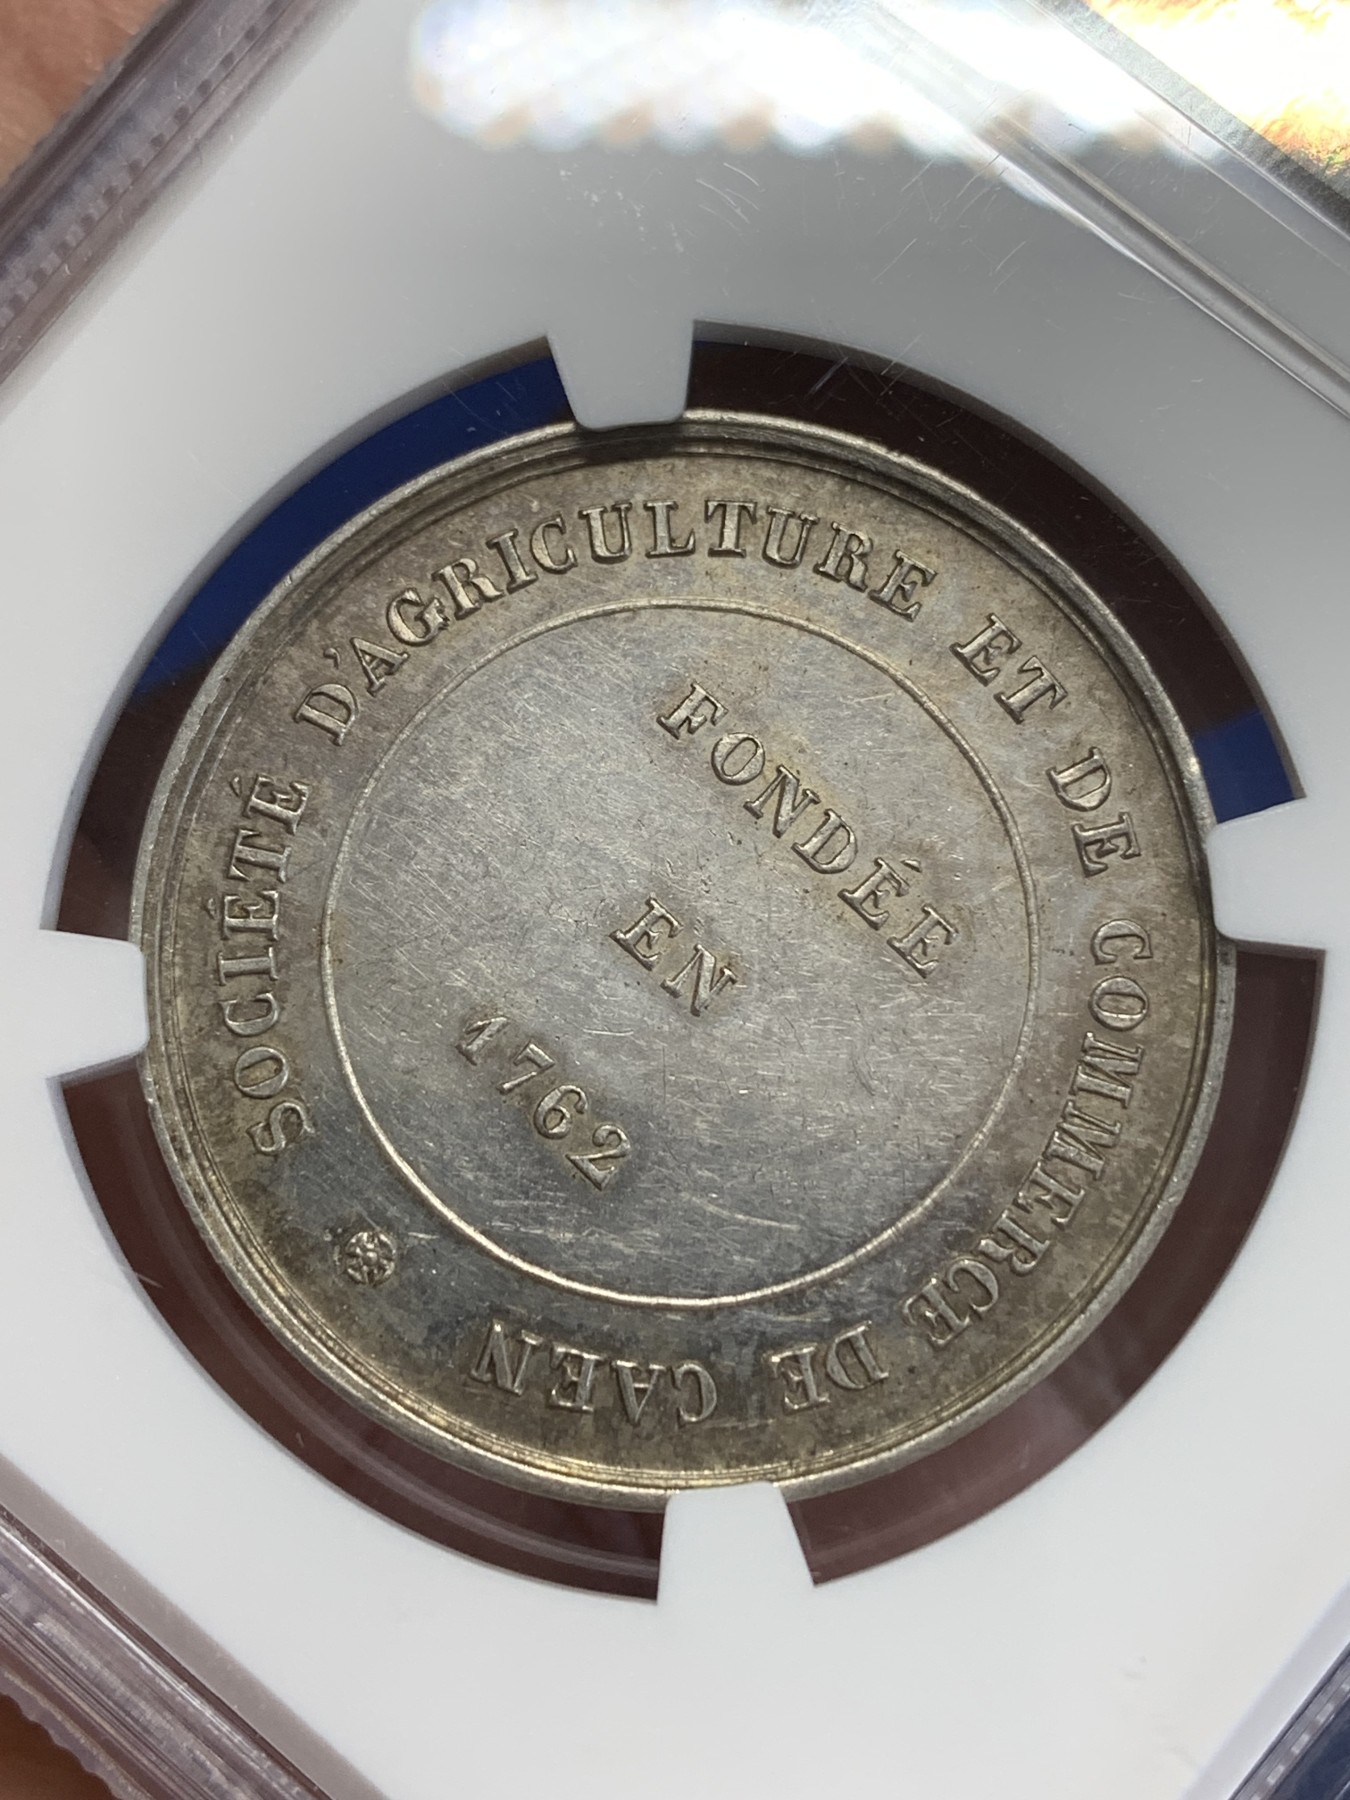 SOCIÉTÉ D'AGRICULTURE ET DE COMMERCE DE CAEN
FONDÉE
EN
1762